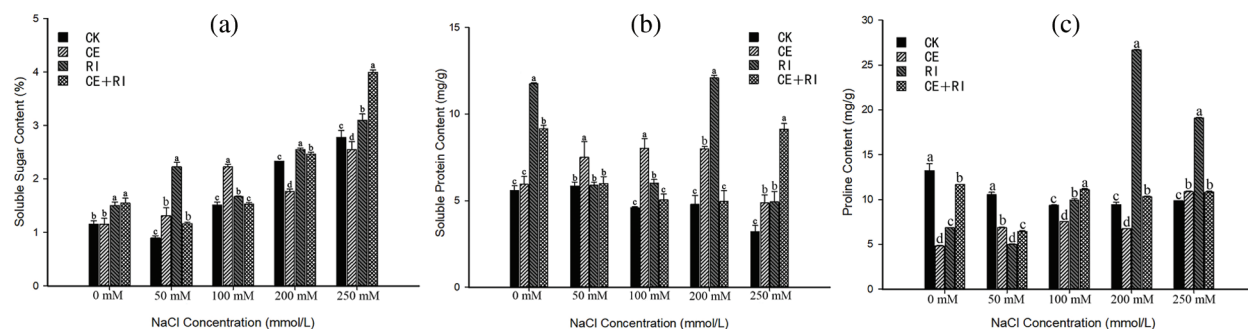 (a)
5
4
3
2
1
0
Soluble Sugar Content (%)
CK
CE
RI
CE+RI
b b a a
c b a b
c a b c
c d a b
c d b a
0 mM 50 mM 100 mM 200 mM 250 mM
NaCl Concentration (mmol/L)
(b)
15
10
5
0
Soluble Protein Content (mg/g)
CK
CE
RI
CE+RI
c c a b
b a b b
c a b c
c b a c
c b b a
0 mM 50 mM 100 mM 200 mM 250 mM
NaCl Concentration (mmol/L)
(c)
30
25
20
15
10
5
0
Proline Content (mg/g)
CK
CE
RI
CE+RI
a d c b
a b d c
c d b a
c d a b
c b a b
0 mM 50 mM 100 mM 200 mM 250 mM
NaCl Concentration (mmol/L)